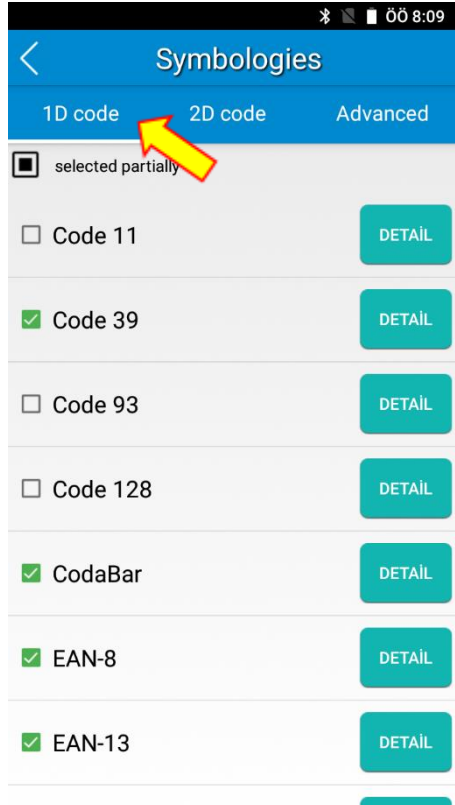 ÖÖ 8:09
Symbologies
1D code 2D code Advanced
selected partially
Code 11 DETAİL
Code 39 DETAİL
Code 93 DETAİL
Code 128 DETAİL
CodaBar DETAİL
EAN-8 DETAİL
EAN-13 DETAİL